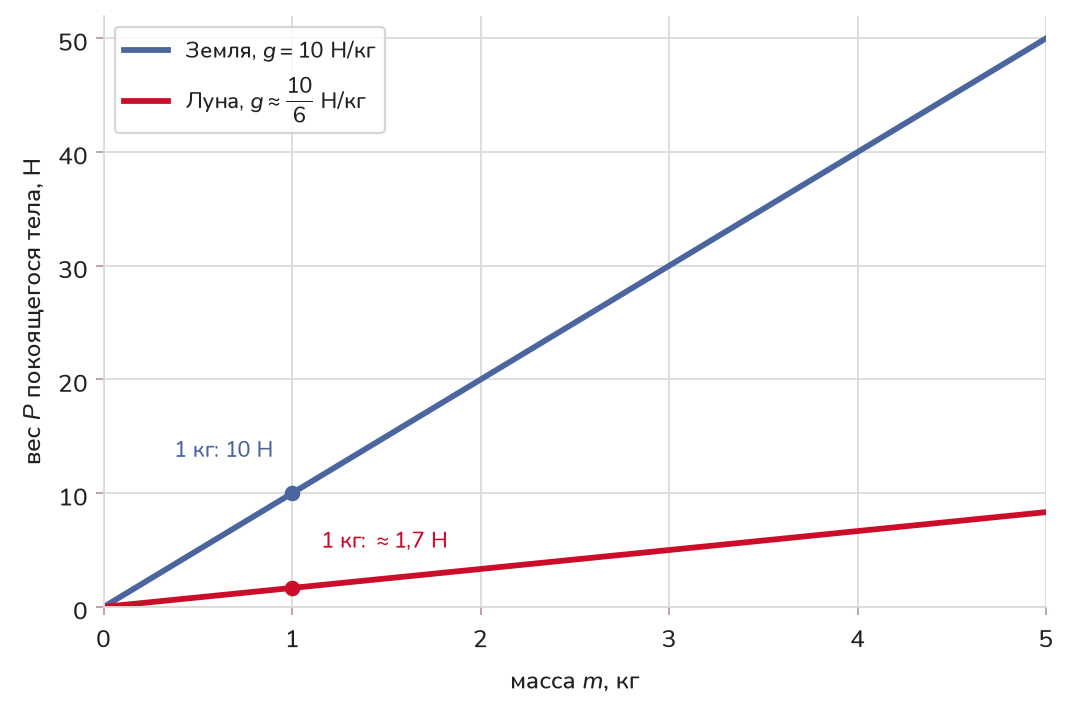 Земля, g = 10 Н/кг
Луна, g ≈ 10/6 Н/кг
вес P покоящегося тела, Н
50
40
30
20
10
0
1 кг: 10 Н
1 кг: ≈ 1,7 Н
0 1 2 3 4 5
масса m, кг